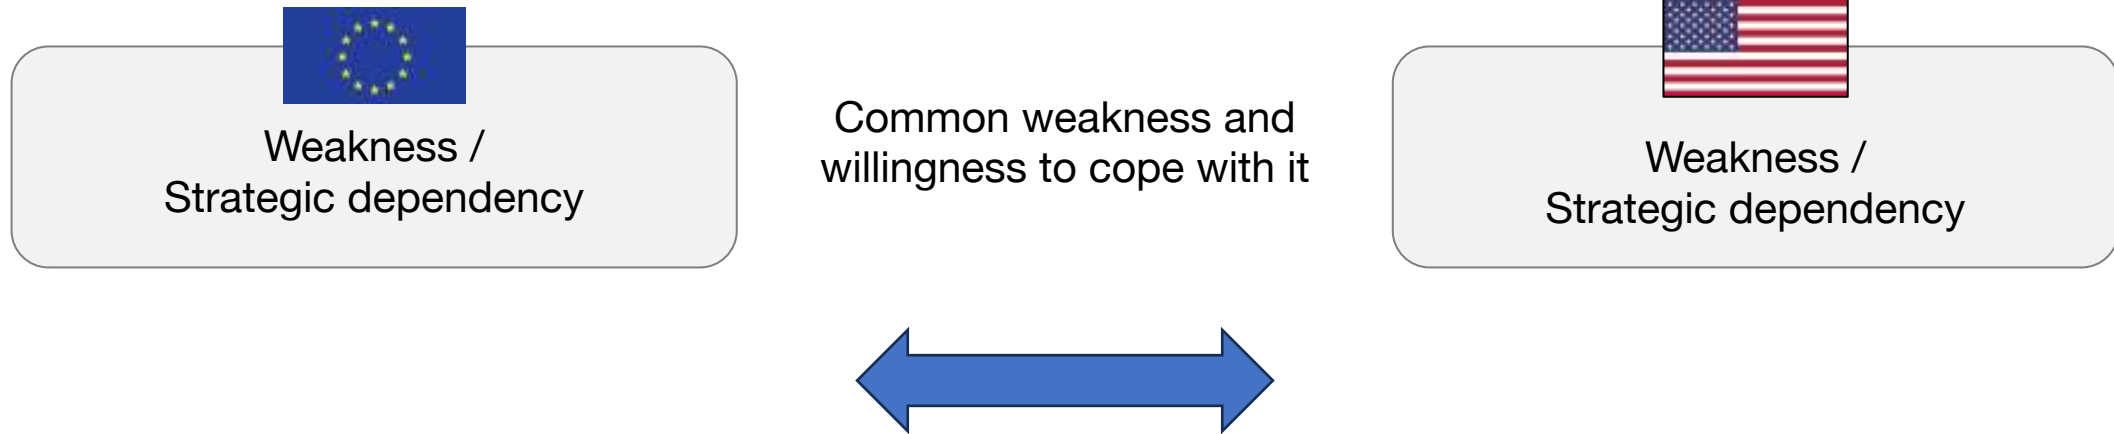 Weakness /
Strategic dependency
Common weakness and
willingness to cope with it
Weakness /
Strategic dependency